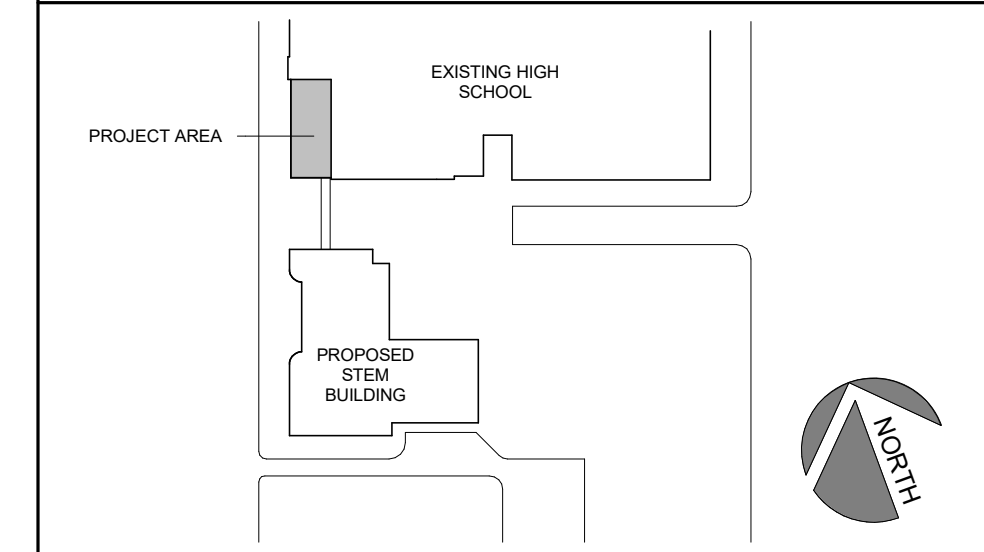 EXISTING HIGH
SCHOOL
PROJECT AREA
PROPOSED
STEM
BUILDING
NORTH